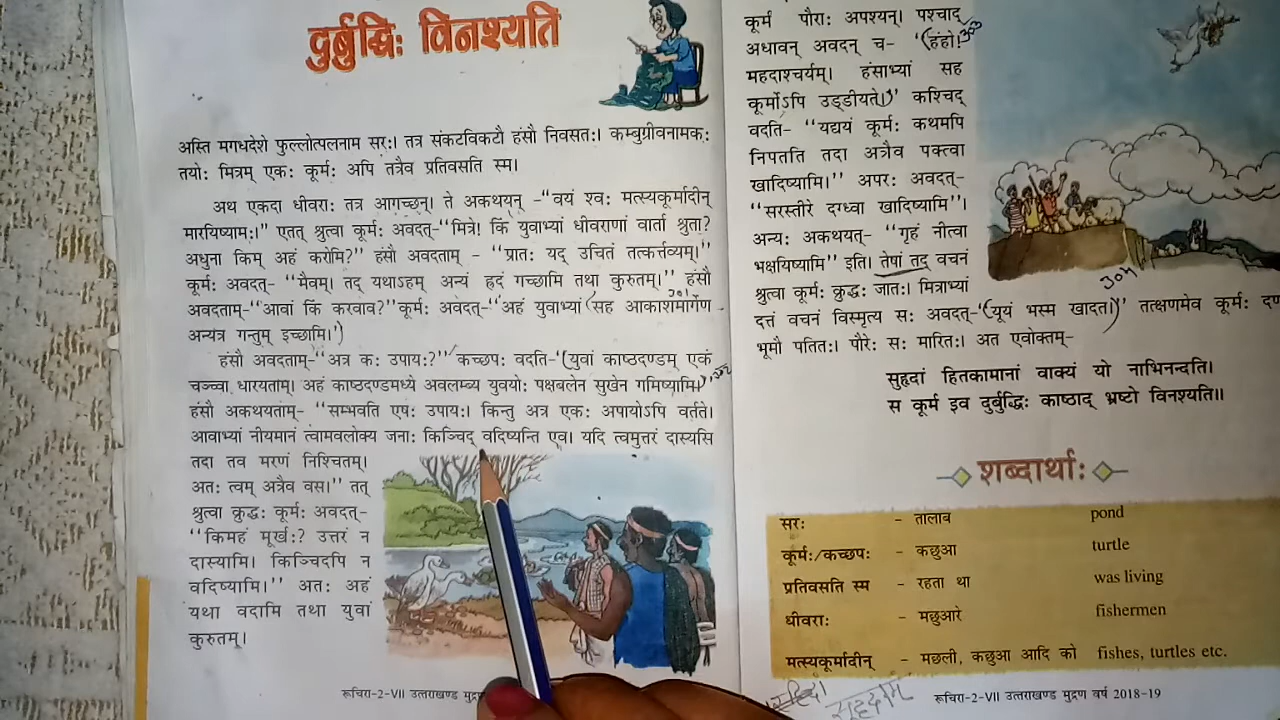 दुर्बुद्धिः विनश्यति
अस्ति मगधदेशे फुल्लोत्पलनाम सरः। तत्र संकटविकटौ हंसौ निवसतः। कम्बुग्रीवनामकः
तयोः मित्रम् एकः कूर्मः अपि तत्रैव प्रतिवसति स्म।
अथ एकदा धीवराः तत्र आगच्छन्। ते अकथयन् -"वयं श्वः मत्स्यकूर्मादीन्
मारयिष्यामः।" एतत् श्रुत्वा कूर्मः अवदत्-"मित्रे! किं युवाभ्यां धीवराणां वार्ता श्रुता?
अधुना किम् अहं करोमि?" हंसौ अवदताम् - "प्रातः यद् उचितं तत्कर्त्तव्यम्।"
कूर्मः अवदत्- "मैवम्। तद् यथाऽहम् अन्यं ह्रदं गच्छामि तथा कुरुतम्।" हंसौ
अवदताम्-"आवां किं करवाव?"कूर्मः अवदत्-"अहं युवाभ्यां (सह आकाशमार्गेण
अन्यत्र गन्तुम् इच्छामि।")
हंसौ अवदताम्-"अत्र कः उपायः?" कच्छपः वदति-"(युवां काष्ठदण्डम् एकं
चञ्च्वा धारयताम्। अहं काष्ठदण्डमध्ये अवलम्ब्य युवयोः पक्षबलेन सुखेन गमिष्यामि।)"
हंसौ अकथयताम्- "सम्भवति एषः उपायः। किन्तु अत्र एकः अपायोऽपि वर्तते।
आवाभ्यां नीयमानं त्वामवलोक्य जनाः किञ्चिद् वदिष्यन्ति एव। यदि त्वमुत्तरं दास्यसि
तदा तव मरणं निश्चितम्।
अतः त्वम् अत्रैव वस।" तत्
श्रुत्वा क्रुद्धः कूर्मः अवदत्-
"किमहं मूर्खः? उत्तरं न
दास्यामि। किञ्चिदपि न
वदिष्यामि।" अतः अहं
यथा वदामि तथा युवां
कुरुतम्।
रूचिरा-2-VII उत्तराखण्ड मुद्रण
कूर्मं पौराः अपश्यन्। पश्चाद्
अधावन् अवदन् च- "(हंहो!
महदाश्चर्यम्। हंसाभ्यां सह
कूर्मोऽपि उड्डीयते।)" कश्चिद्
वदति- "यद्ययं कूर्मः कथमपि
निपतति तदा अत्रैव पक्त्वा
खादिष्यामि।" अपरः अवदत्-
"सरस्तीरे दग्ध्वा खादिष्यामि"।
अन्यः अकथयत्- "गृहं नीत्वा
भक्षयिष्यामि" इति। तेषां तद् वचनं
श्रुत्वा कूर्मः क्रुद्धः जातः। मित्राभ्यां
दत्तं वचनं विस्मृत्य सः अवदत्-"(यूयं भस्म खादत।)" तत्क्षणमेव कूर्मः
भूमौ पतितः। पौरैः सः मारितः। अत एवोक्तम्-
सुहृदां हितकामानां वाक्यं यो नाभिनन्दति।
स कूर्म इव दुर्बुद्धिः काष्ठाद् भ्रष्टो विनश्यति॥
शब्दार्थाः
सरः - तालाब pond
कूर्मः/कच्छपः - कछुआ turtle
प्रतिवसति स्म - रहता था was living
धीवराः - मछुआरे fishermen
मत्स्यकूर्मादीन् - मछली, कछुआ आदि को fishes, turtles etc.
रूचिरा-2-VII उत्तराखण्ड मुद्रण वर्ष 2018-19